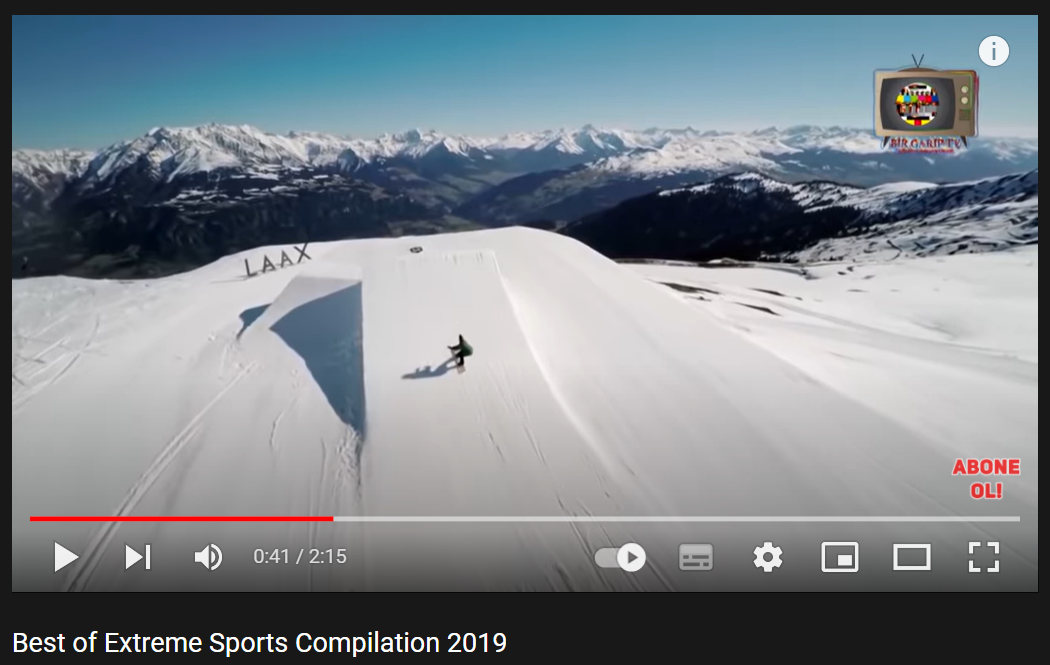 BIR GARIP TV
LAAX
ABONE
OL!
0:41 / 2:15
Best of Extreme Sports Compilation 2019